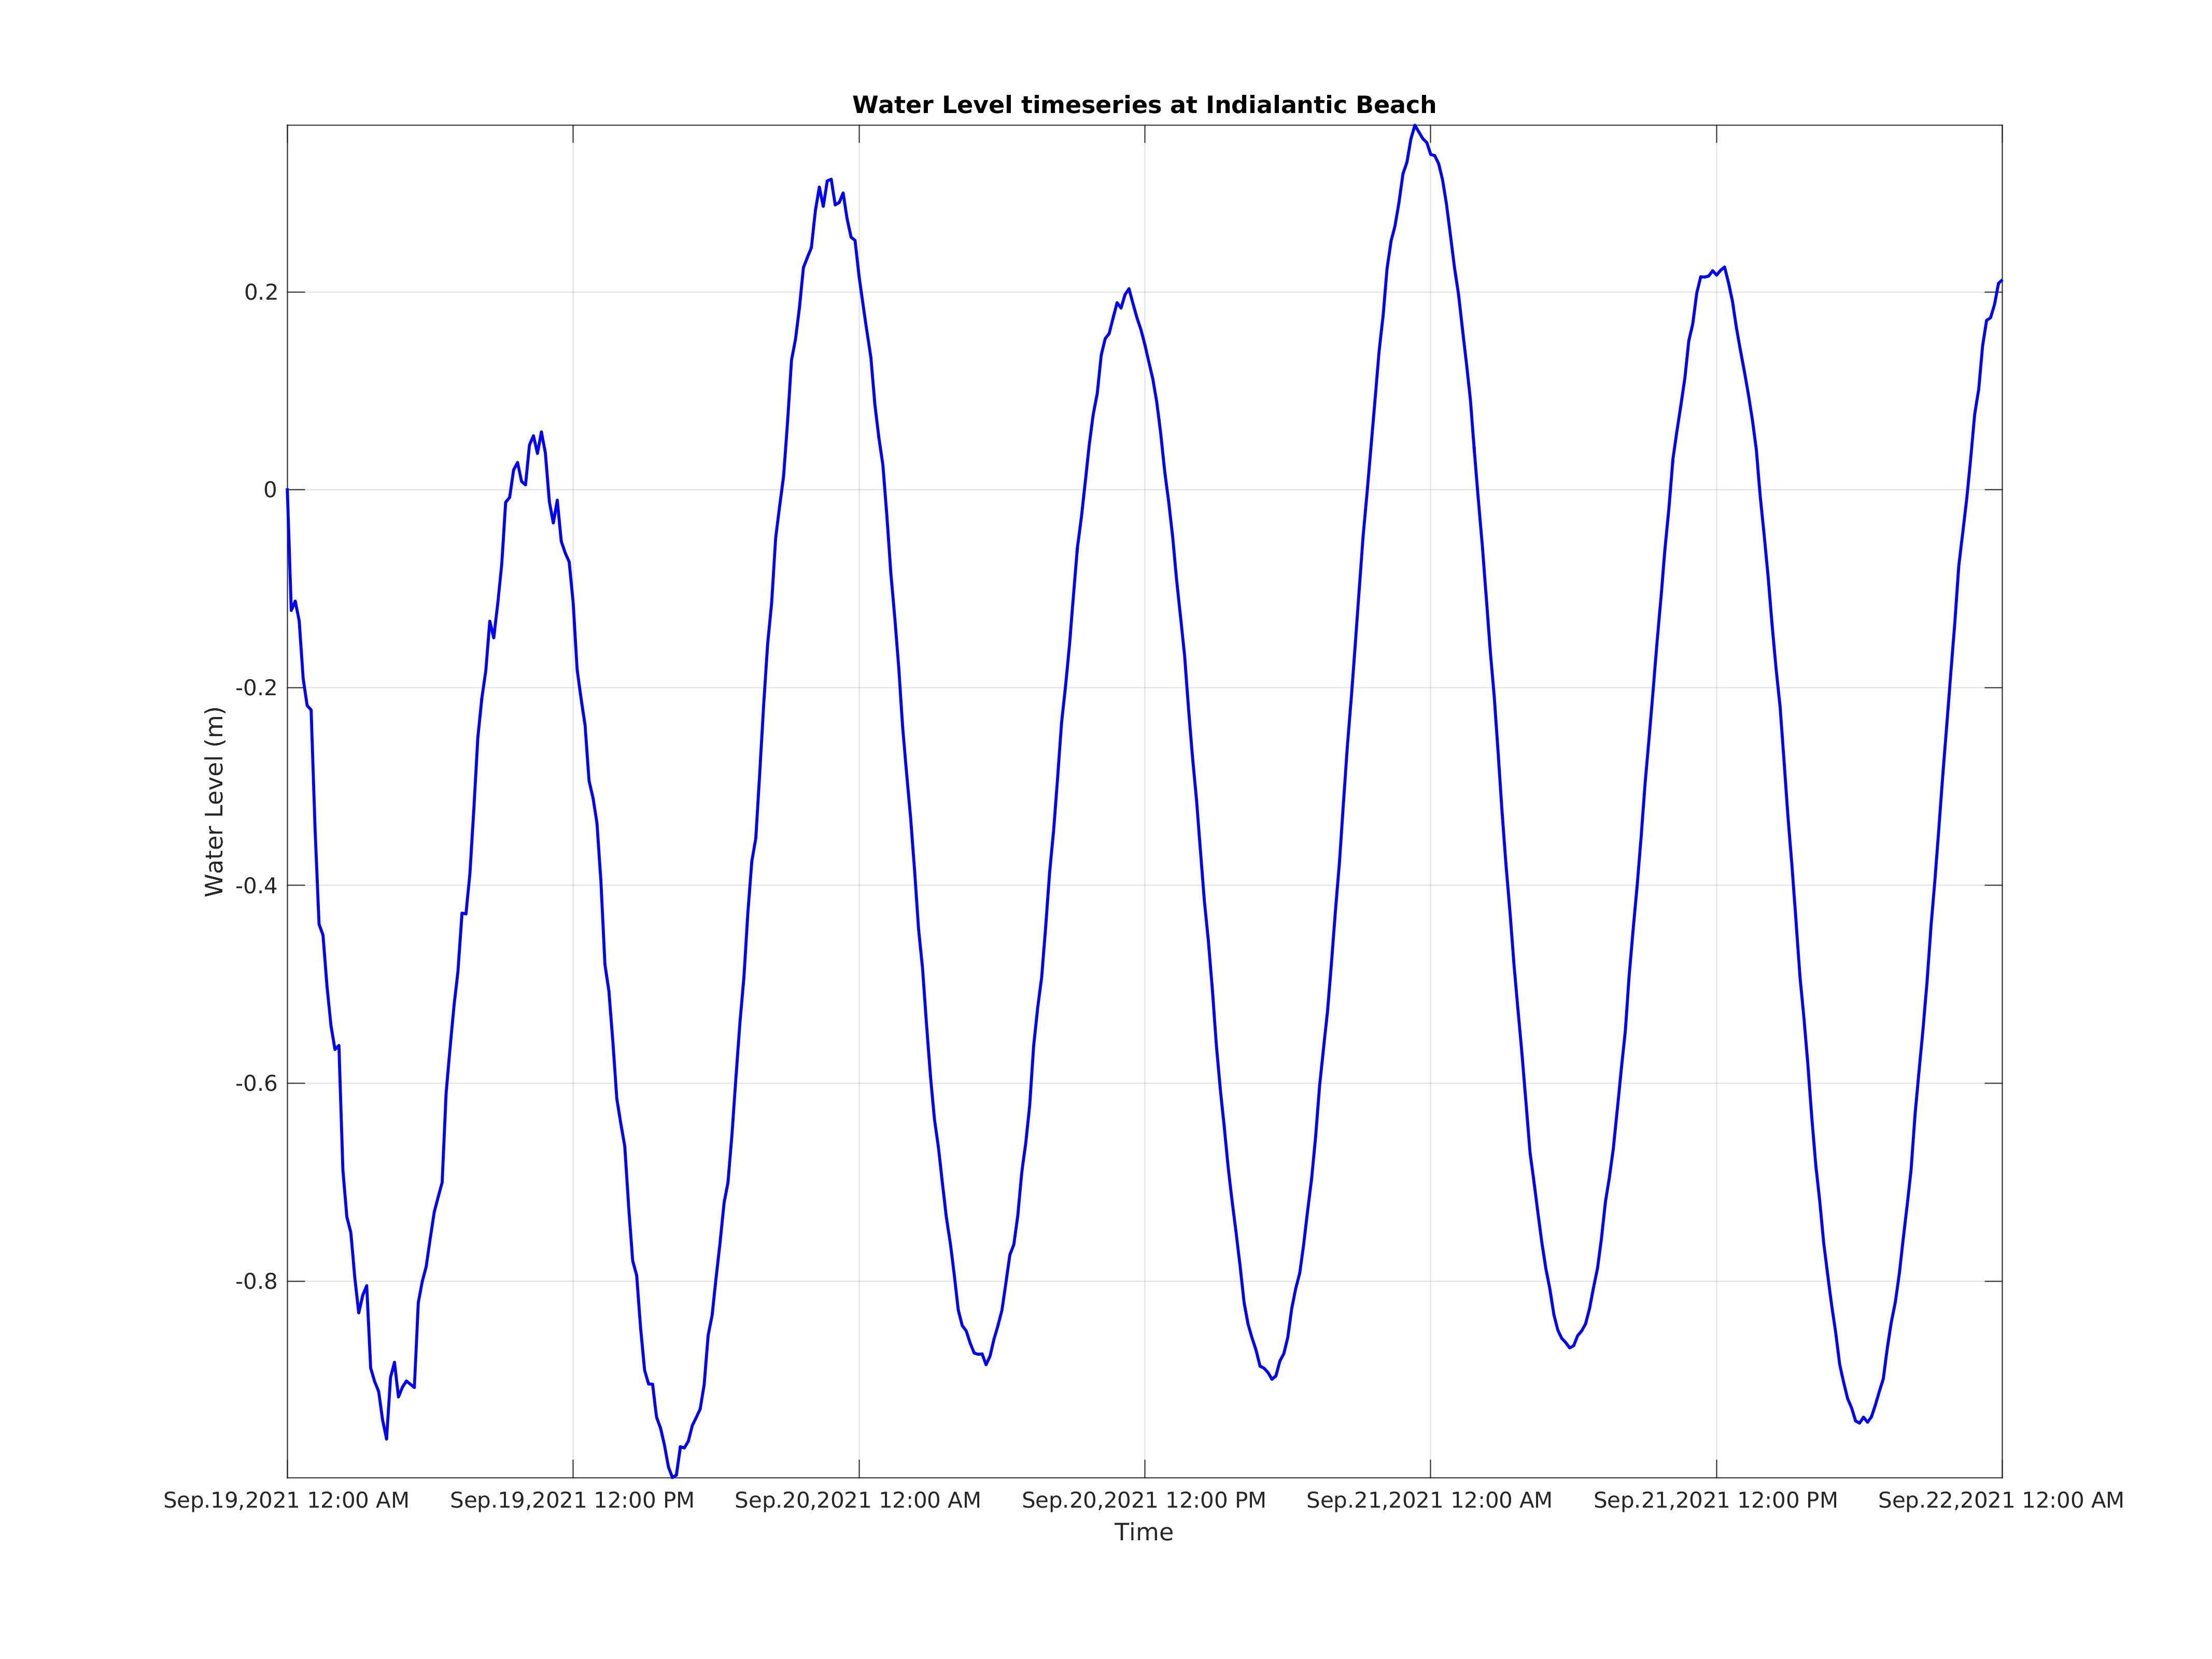 Water Level timeseries at Indialantic Beach
0.2
0
-0.2
-0.4
-0.6
-0.8
Water Level (m)
Sep.19,2021 12:00 AM Sep.19,2021 12:00 PM Sep.20,2021 12:00 AM Sep.20,2021 12:00 PM Sep.21,2021 12:00 AM Sep.21,2021 12:00 PM Sep.22,2021 12:00 AM
Time